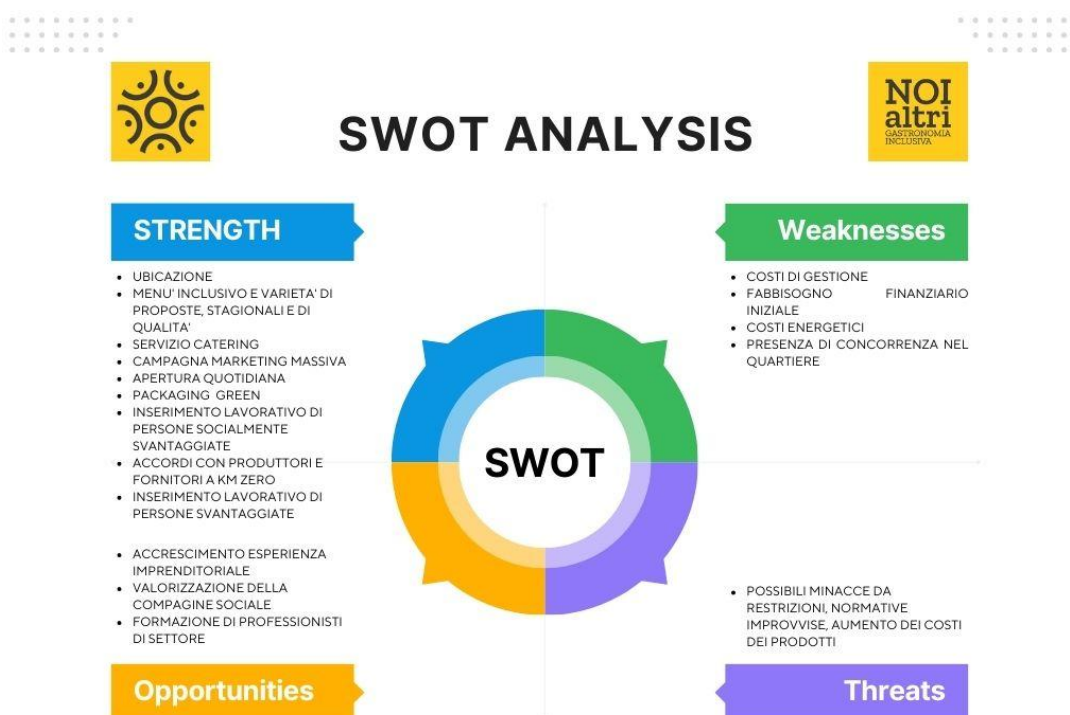 NOI
altri
GASTRONOMIA
INCLUSIVA
SWOT ANALYSIS
STRENGTH
• UBICAZIONE
• MENU' INCLUSIVO E VARIETA' DI
PROPOSTE, STAGIONALI E DI
QUALITA'
• SERVIZIO CATERING
• CAMPAGNA MARKETING MASSIVA
• APERTURA QUOTIDIANA
• PACKAGING GREEN
• INSERIMENTO LAVORATIVO DI
PERSONE SOCIALMENTE
SVANTAGGIATE
• ACCORDI CON PRODUTTORI E
FORNITORI A KM ZERO
• INSERIMENTO LAVORATIVO DI
PERSONE SVANTAGGIATE
Weaknesses
• COSTI DI GESTIONE
• FABBISOGNO FINANZIARIO
INIZIALE
• COSTI ENERGETICI
• PRESENZA DI CONCORRENZA NEL
QUARTIERE
SWOT
• ACCRESCIMENTO ESPERIENZA
IMPRENDITORIALE
• VALORIZZAZIONE DELLA
COMPAGINE SOCIALE
• FORMAZIONE DI PROFESSIONISTI
DI SETTORE
Opportunities
• POSSIBILI MINACCE DA
RESTRIZIONI, NORMATIVE
IMPROVVISE, AUMENTO DEI COSTI
DEI PRODOTTI
Threats